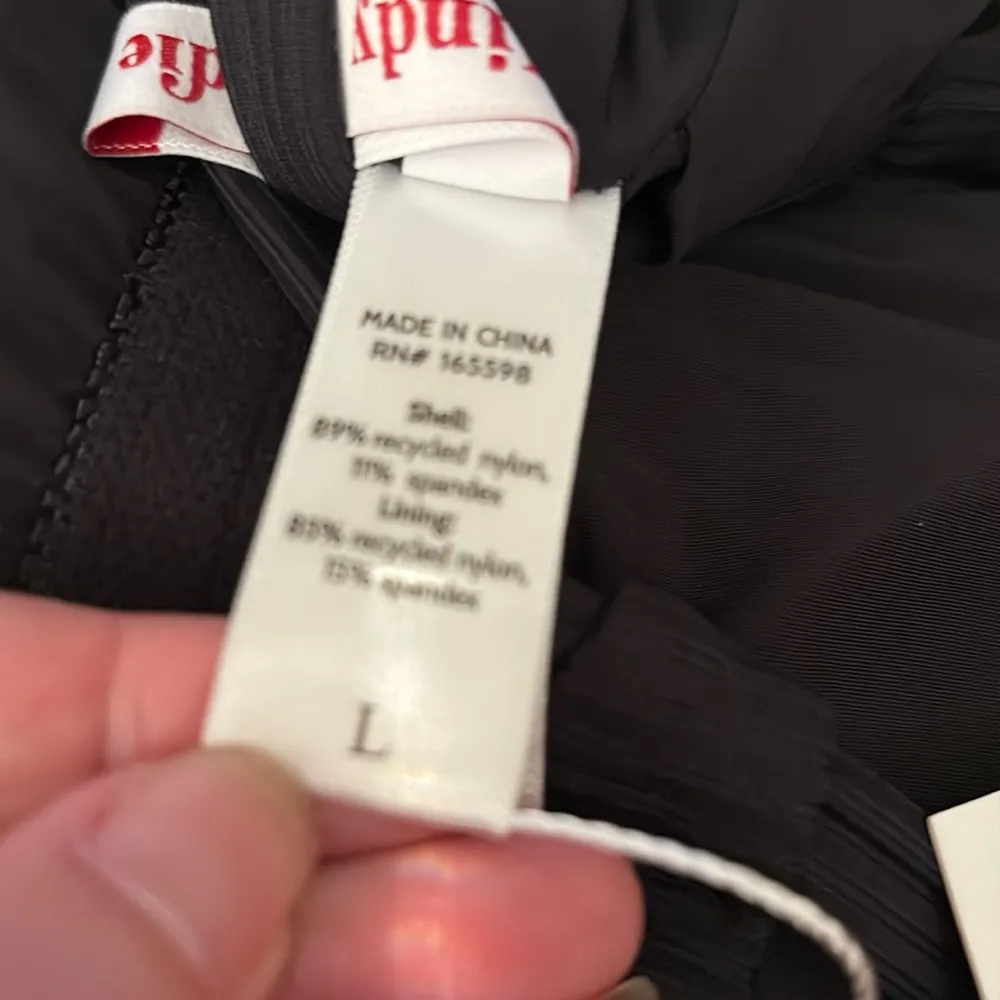 MADE IN CHINA
RN# 165598
Shell:
89% recycled nylon,
11% spandex
Lining:
85% recycled nylon,
15% spandex
L